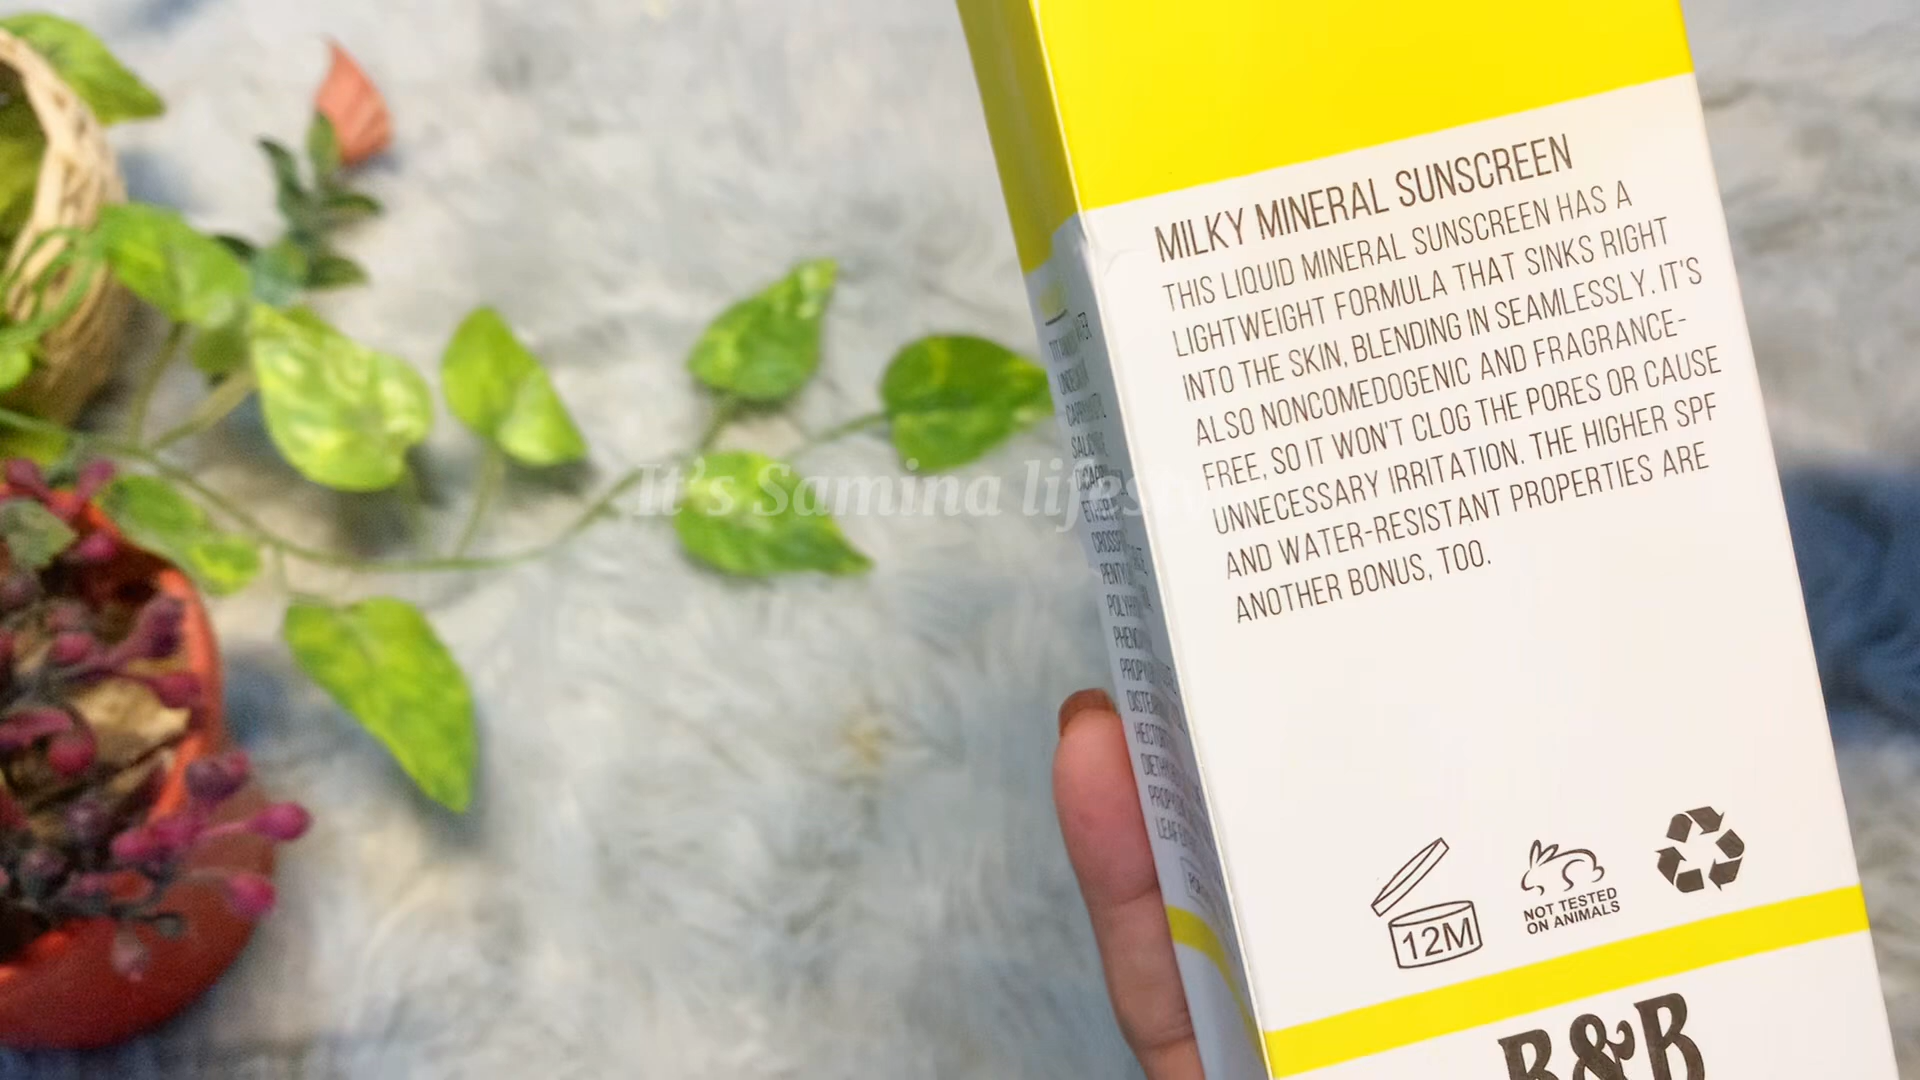 MILKY MINERAL SUNSCREEN
THIS LIQUID MINERAL SUNSCREEN HAS A
LIGHTWEIGHT FORMULA THAT SINKS RIGHT
INTO THE SKIN, BLENDING IN SEAMLESSLY. IT'S
ALSO NONCOMEDOGENIC AND FRAGRANCE-
FREE, SO IT WON'T CLOG THE PORES OR CAUSE
UNNECESSARY IRRITATION. THE HIGHER SPF
AND WATER-RESISTANT PROPERTIES ARE
ANOTHER BONUS, TOO.
12M
NOT TESTED
ON ANIMALS
B&B
It's Samina